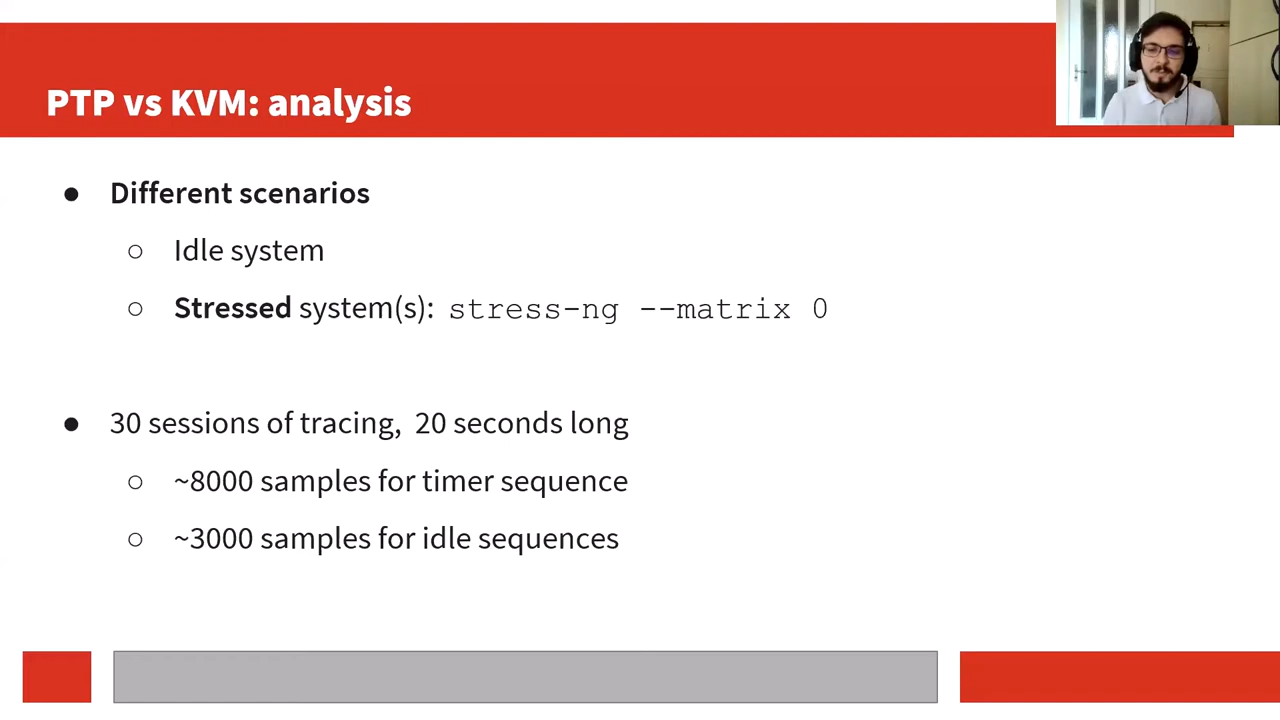 PTP vs KVM: analysis
● Different scenarios
○ Idle system
○ Stressed system(s): stress-ng --matrix 0
● 30 sessions of tracing, 20 seconds long
○ ~8000 samples for timer sequence
○ ~3000 samples for idle sequences